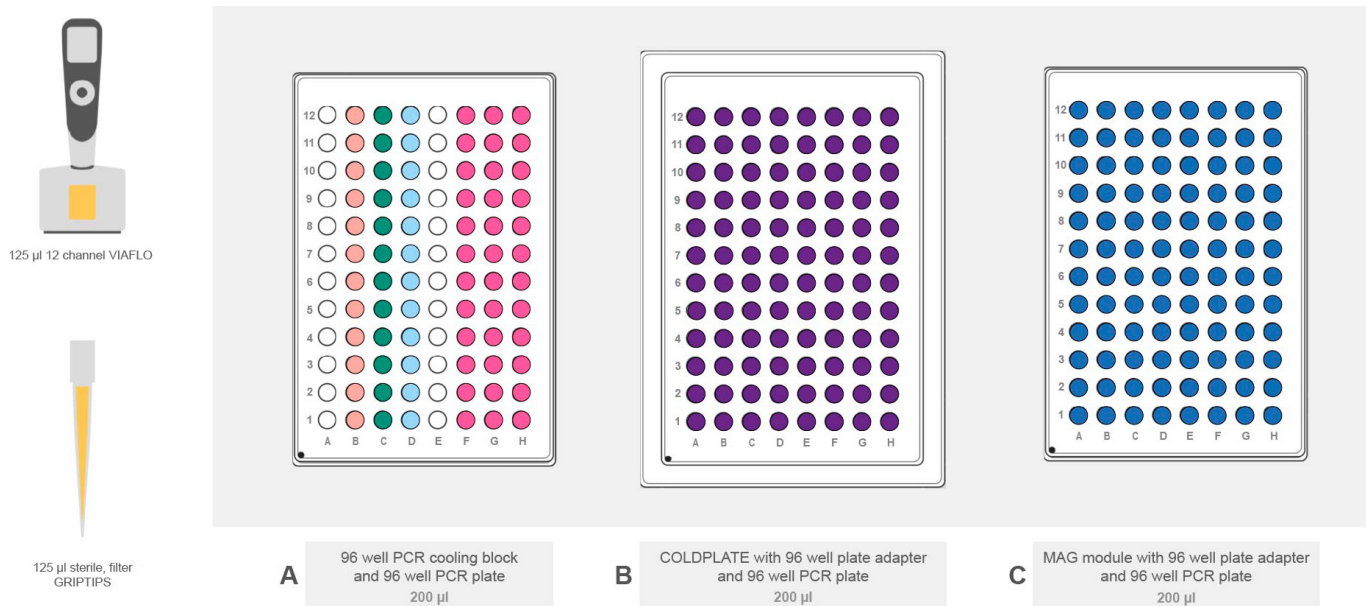 125 µl 12 channel VIAFLO
125 µl sterile, filter
GRIPTIPS
12
11
10
9
8
7
6
5
4
3
2
1
A B C D E F G H
12
11
10
9
8
7
6
5
4
3
2
1
A B C D E F G H
12
11
10
9
8
7
6
5
4
3
2
1
A B C D E F G H
A
96 well PCR cooling block
and 96 well PCR plate
200 µl
B
COLDPLATE with 96 well plate adapter
and 96 well PCR plate
200 µl
C
MAG module with 96 well plate adapter
and 96 well PCR plate
200 µl